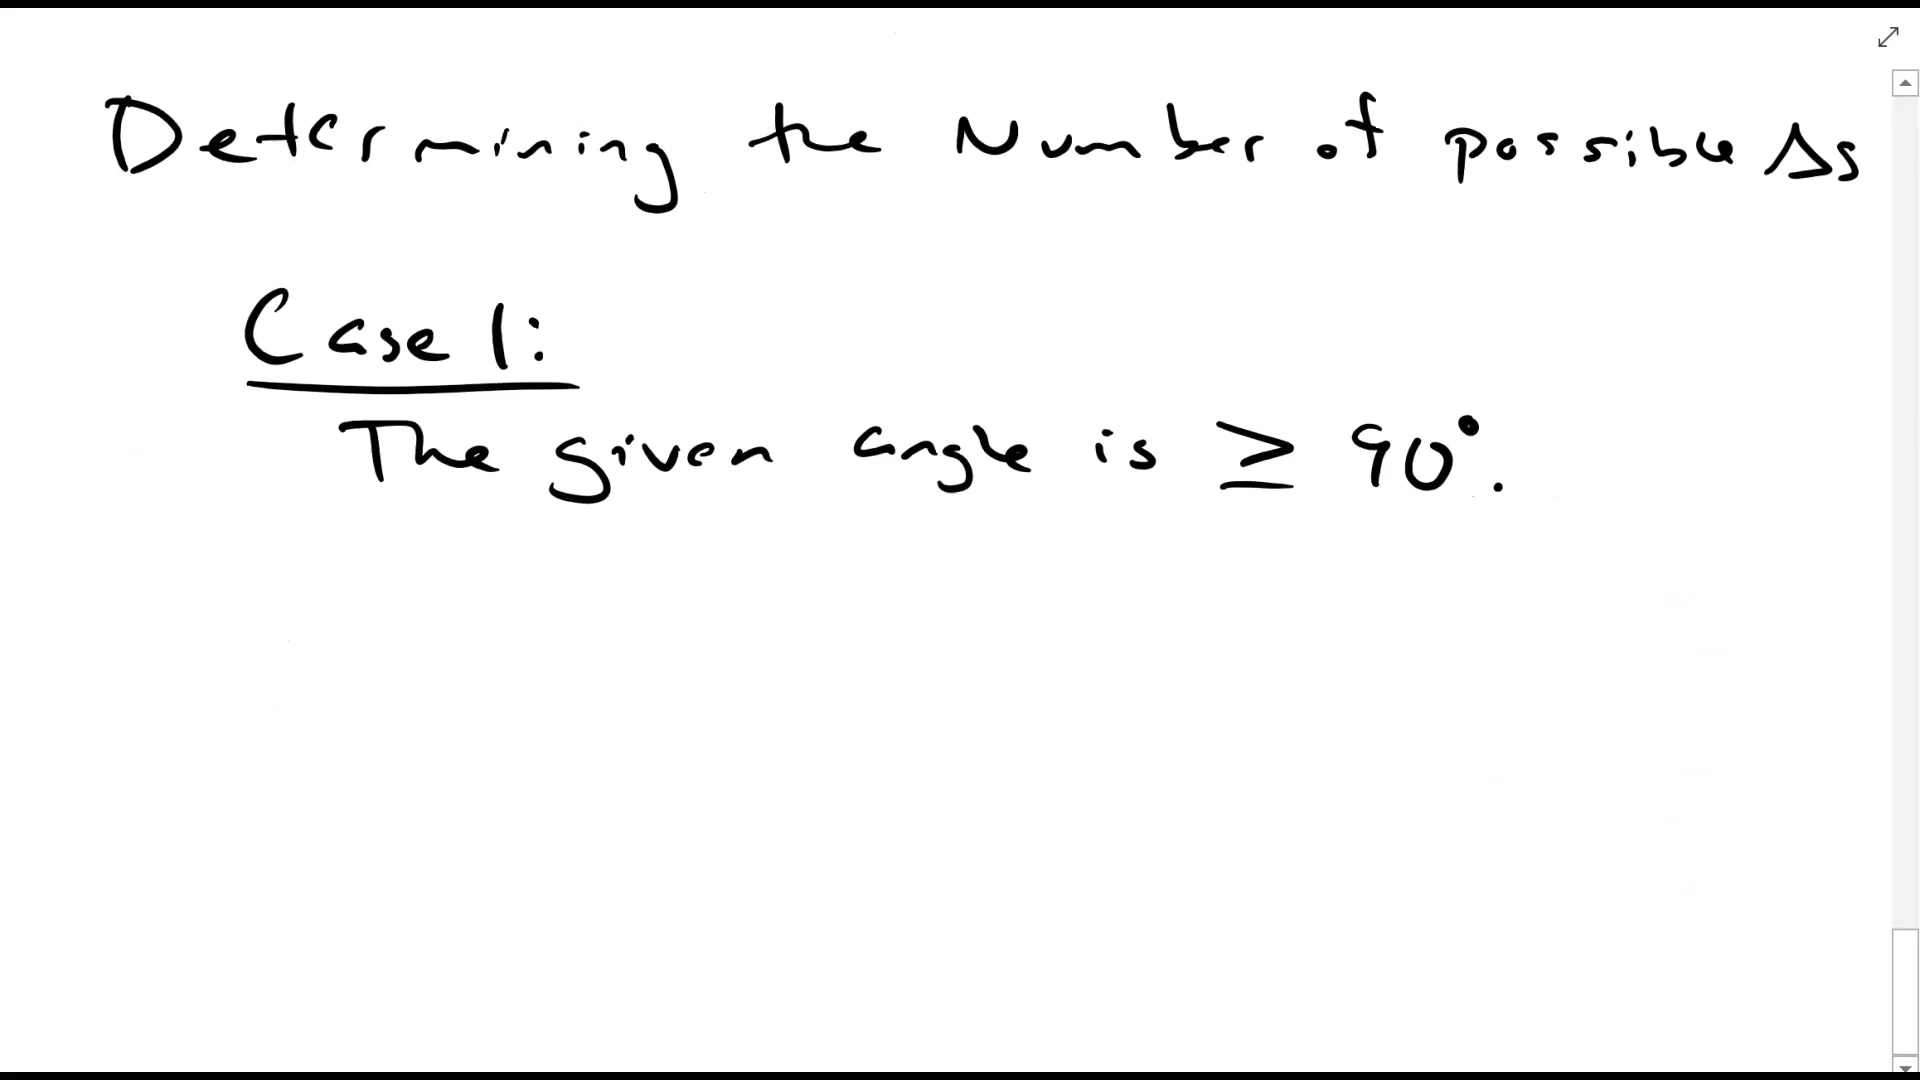 Determining the Number of possible Δs
Case 1:
The given angle is ≥ 90°.